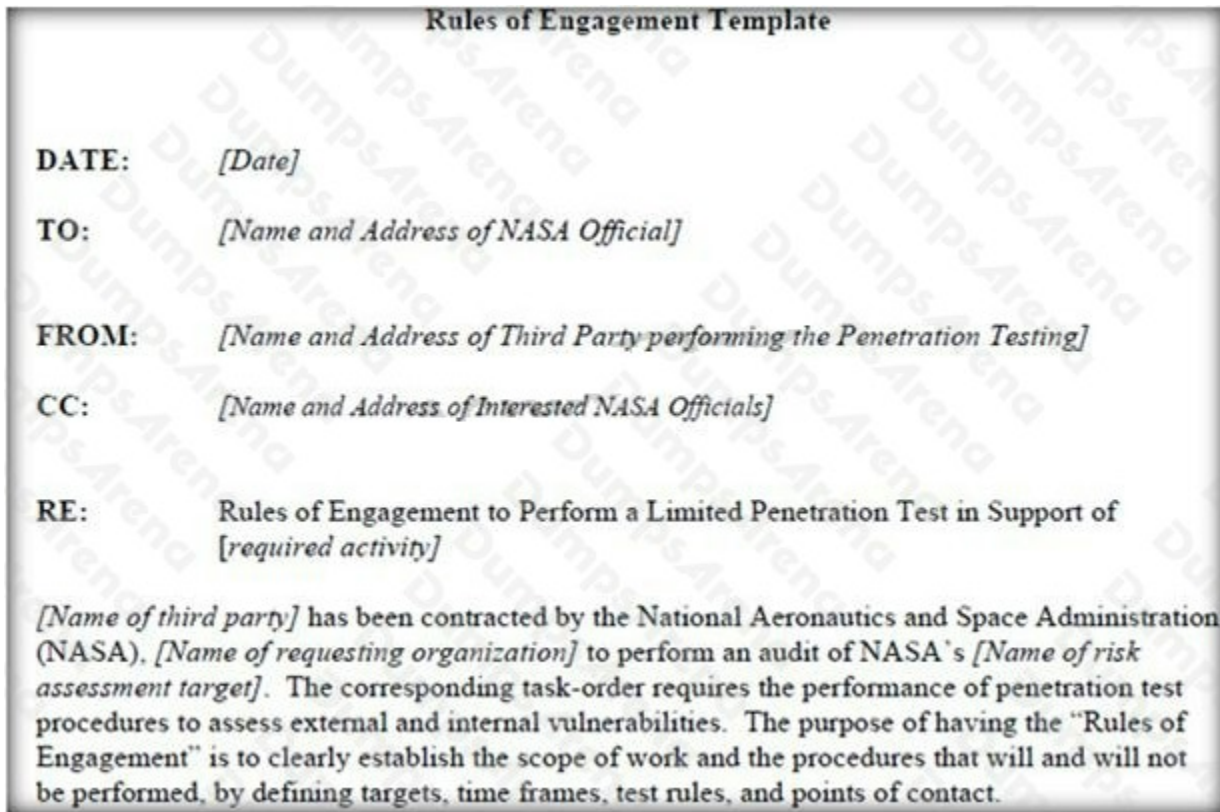 Rules of Engagement Template
DATE: [Date]
TO: [Name and Address of NASA Official]
FROM: [Name and Address of Third Party performing the Penetration Testing]
CC: [Name and Address of Interested NASA Officials]
RE: Rules of Engagement to Perform a Limited Penetration Test in Support of
[required activity]
[Name of third party] has been contracted by the National Aeronautics and Space Administration
(NASA), [Name of requesting organization] to perform an audit of NASA's [Name of risk
assessment target]. The corresponding task-order requires the performance of penetration test
procedures to assess external and internal vulnerabilities. The purpose of having the “Rules of
Engagement” is to clearly establish the scope of work and the procedures that will and will not
be performed, by defining targets, time frames, test rules, and points of contact.
DumpsArena